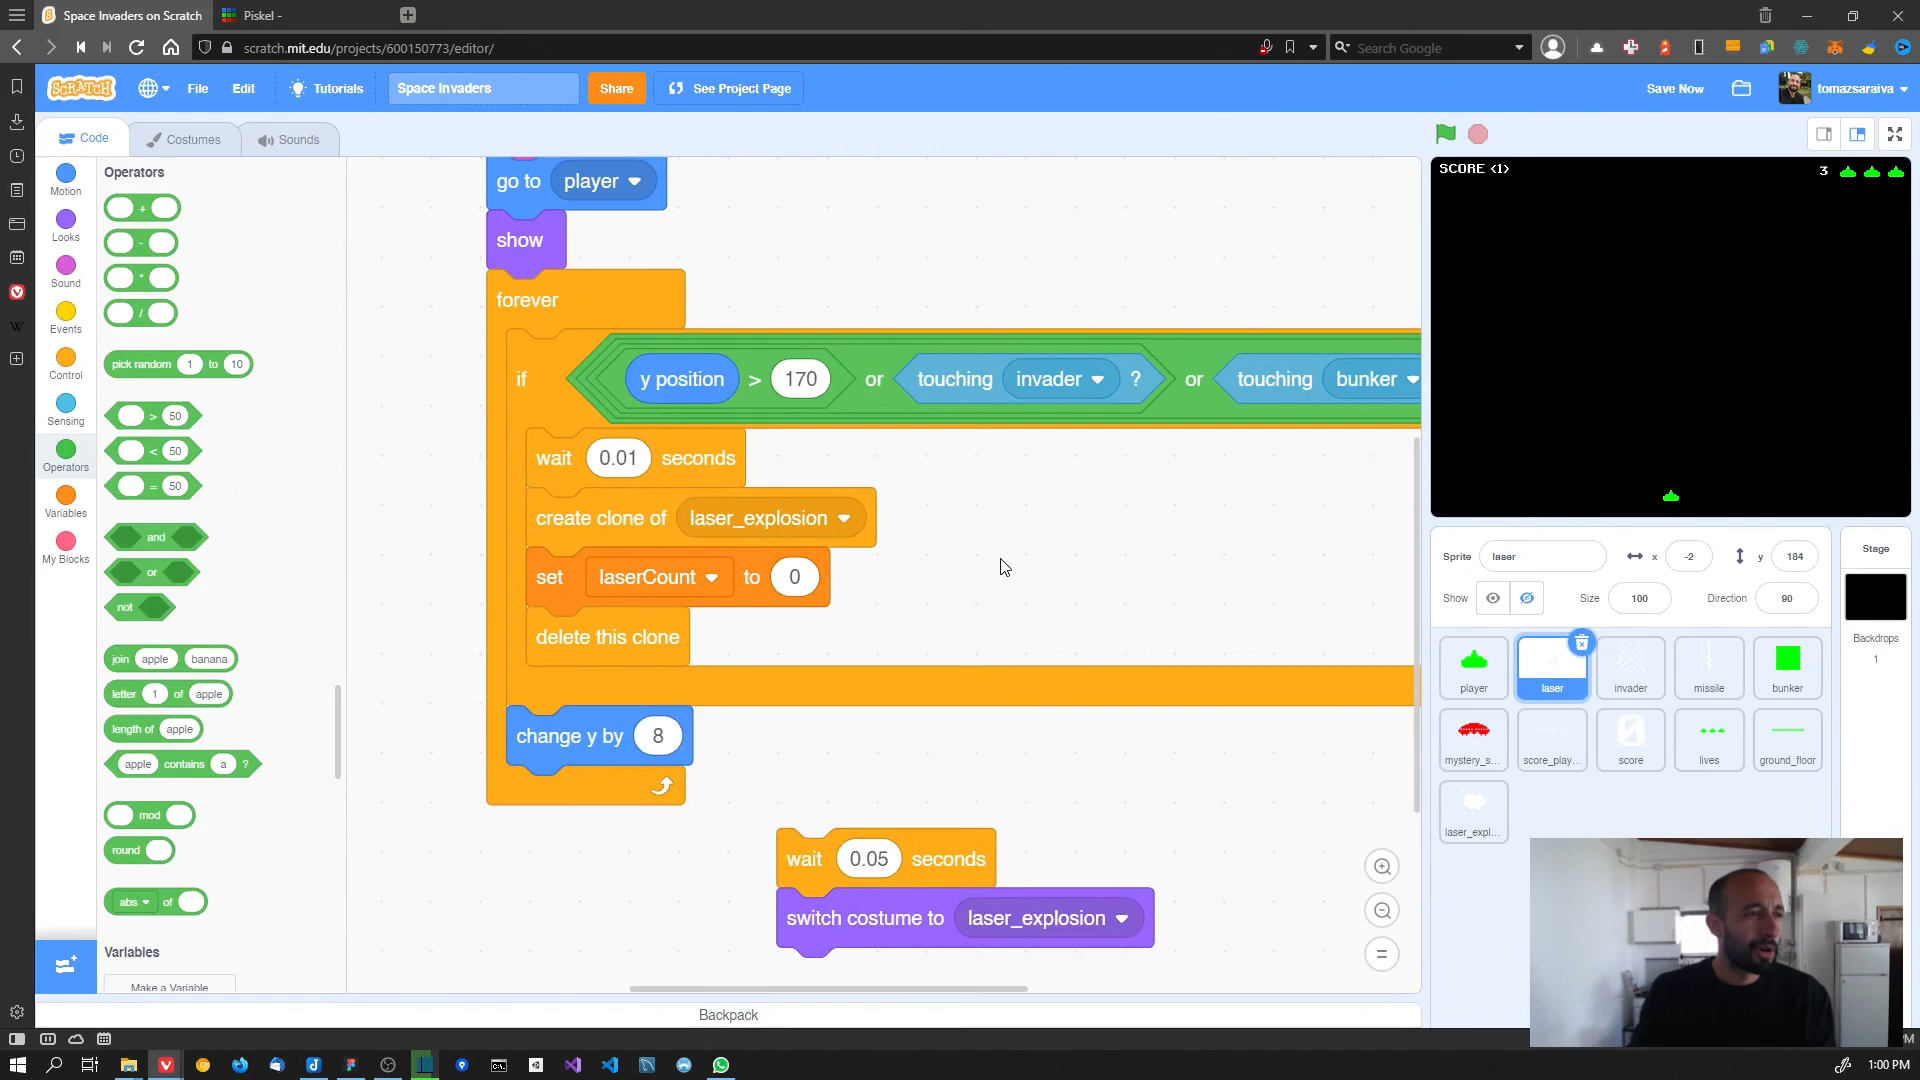 Space Invaders on Scratch
Piskel -
scratch.mit.edu/projects/600150773/editor/
Search Google
SCRATCH
File
Edit
Tutorials
Space Invaders
Share
See Project Page
Save Now
tomazsaraiva
Code
Costumes
Sounds
Motion
Looks
Sound
Events
Control
Sensing
Operators
Variables
My Blocks
Operators
+
-
*
/
pick random 1 to 10
> 50
< 50
= 50
and
or
not
join apple banana
letter 1 of apple
length of apple
apple contains a ?
mod
round
abs of
Variables
Make a Variable
go to player
show
forever
if y position > 170 or touching invader ? or touching bunker
wait 0.01 seconds
create clone of laser_explosion
set laserCount to 0
delete this clone
change y by 8
wait 0.05 seconds
switch costume to laser_explosion
Backpack
SCORE <1>
3
Sprite laser x -2 y 184
Show Size 100 Direction 90
Stage
Backdrops
1
player
laser
invader
missile
bunker
mystery_s...
score_play...
score
lives
ground_floor
laser_expl...
1:00 PM